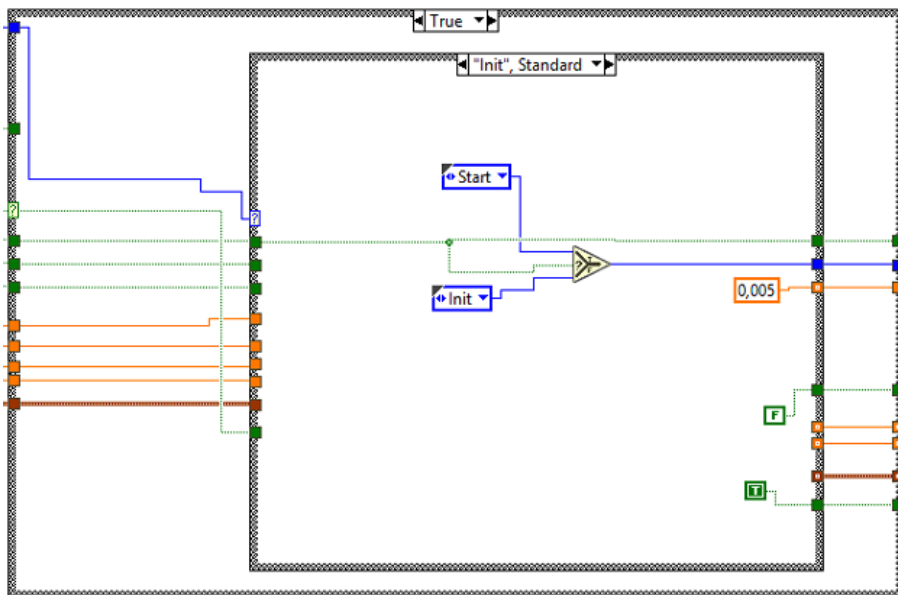 True
"Init", Standard
Start
?
?
?
Init
0,005
F
T